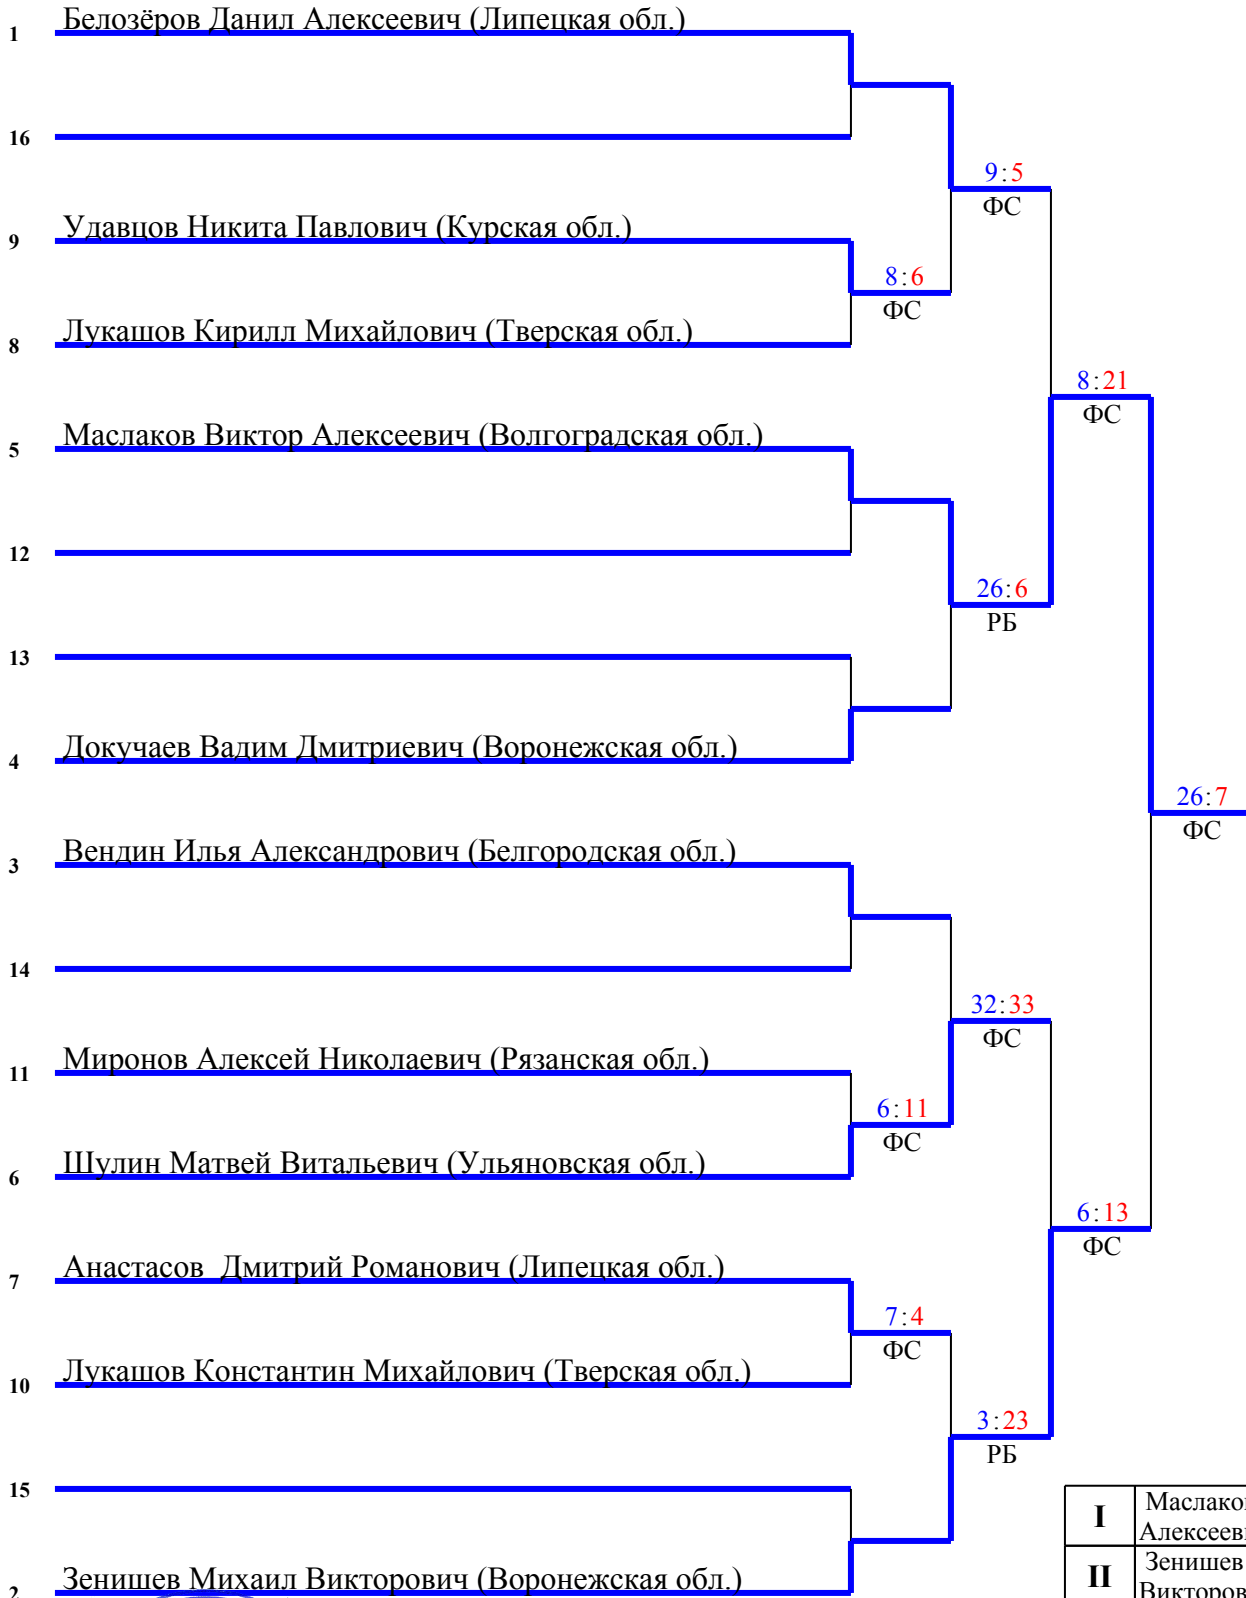 Белозёров Данил Алексеевич (Липецкая обл.)
1
16
9:5
ФС
Удавцов Никита Павлович (Курская обл.)
9
8:6
ФС
Лукашов Кирилл Михайлович (Тверская обл.)
8
8:21
ФС
Маслаков Виктор Алексеевич (Волгоградская обл.)
5
12
26:6
РБ
13
Докучаев Вадим Дмитриевич (Воронежская обл.)
4
26:7
ФС
Вендин Илья Александрович (Белгородская обл.)
3
14
32:33
ФС
Миронов Алексей Николаевич (Рязанская обл.)
11
6:11
ФС
Шулин Матвей Витальевич (Ульяновская обл.)
6
6:13
ФС
Анастасов Дмитрий Романович (Липецкая обл.)
7
7:4
ФС
Лукашов Константин Михайлович (Тверская обл.)
10
3:23
РБ
15
I
Зенишев Михаил Викторович (Воронежская обл.)
2
II
Зенишев